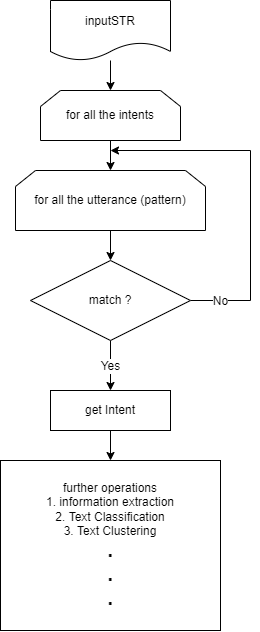 inputSTR
for all the intents
for all the utterance (pattern)
match ?
No
Yes
get Intent
further operations
1. information extraction
2. Text Classification
3. Text Clustering
.
.
.